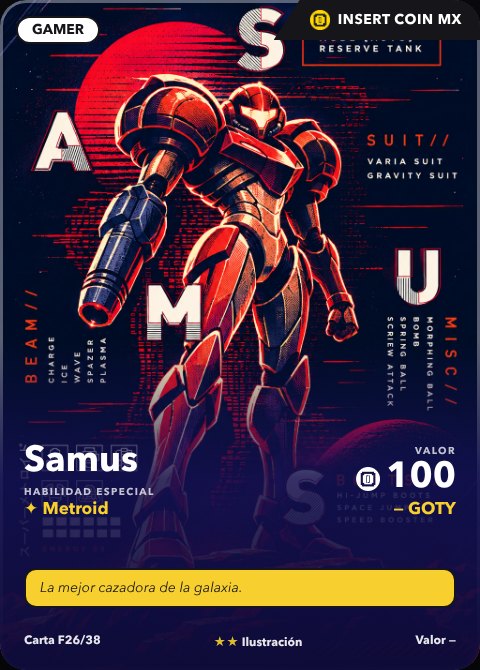 GAMER
INSERT COIN MX
RESERVE TANK
S
A
M
U
S
SUIT//
VARIA SUIT
GRAVITY SUIT
BEAM//
CHARGE
ICE
WAVE
SPAZER
PLASMA
MISC//
MORPHING BALL
BOMB
SPRING BALL
SCREW ATTACK
HI-JUMP BOOTS
SPACE JU
SPEED BOOSTER
Samus
HABILIDAD ESPECIAL
✦ Metroid
VALOR
100
– GOTY
La mejor cazadora de la galaxia.
Carta F26/38
★★ Ilustración
Valor –